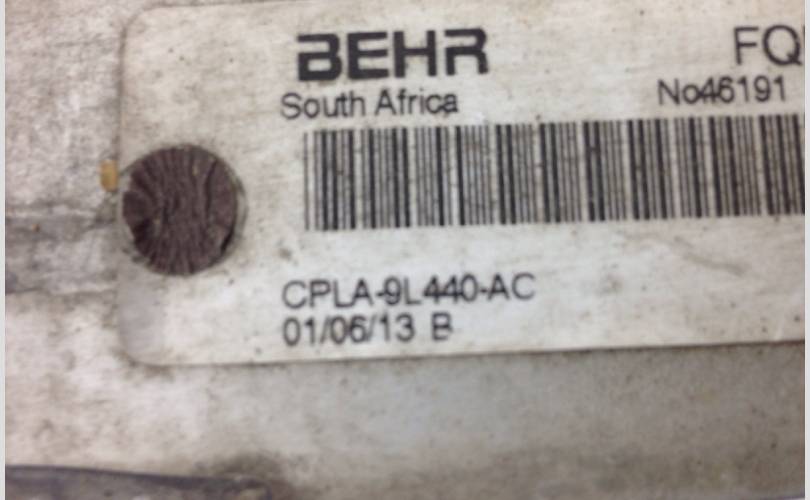 BEHR
FQ
South Africa
No46191
CPLA-9L440-AC
01/06/13 B